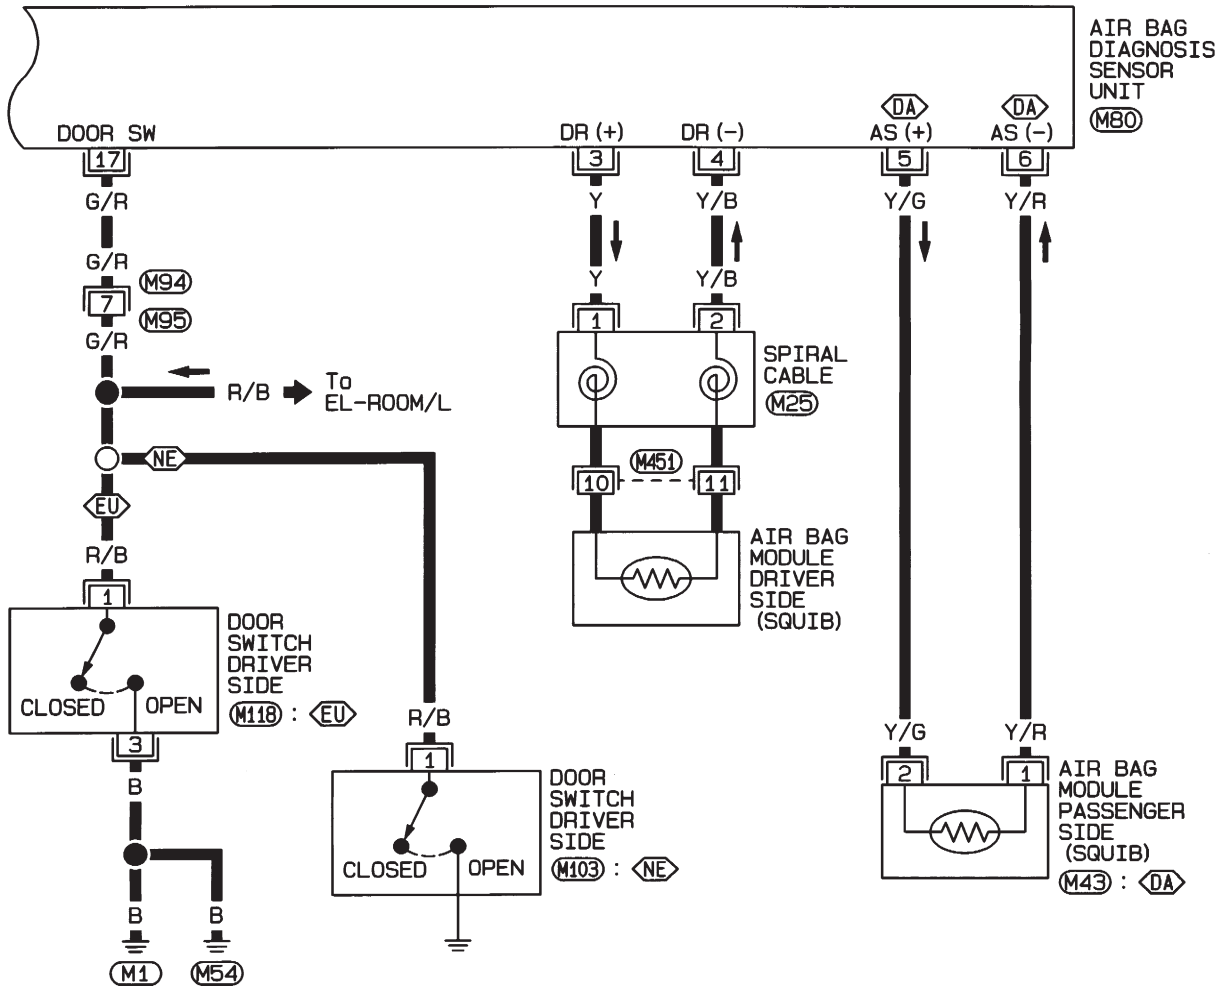 AIR BAG
DIAGNOSIS
SENSOR
UNIT
M80
DA
DA
DOOR SW
DR (+)
DR (-)
AS (+)
AS (-)
17
3
4
5
6
G/R
Y
Y/B
Y/G
Y/R
G/R
M94
Y
Y/B
7
M95
1
2
G/R
SPIRAL
CABLE
M25
R/B
To
EL-ROOM/L
NE
M451
10
11
EU
AIR BAG
MODULE
DRIVER
SIDE
(SQUIB)
R/B
1
DOOR
SWITCH
DRIVER
SIDE
M118 : EU
CLOSED
OPEN
3
R/B
Y/G
Y/R
1
2
1
B
DOOR
SWITCH
DRIVER
SIDE
M103 : NE
CLOSED
OPEN
AIR BAG
MODULE
PASSENGER
SIDE
(SQUIB)
M43 : DA
B
B
M1
M54